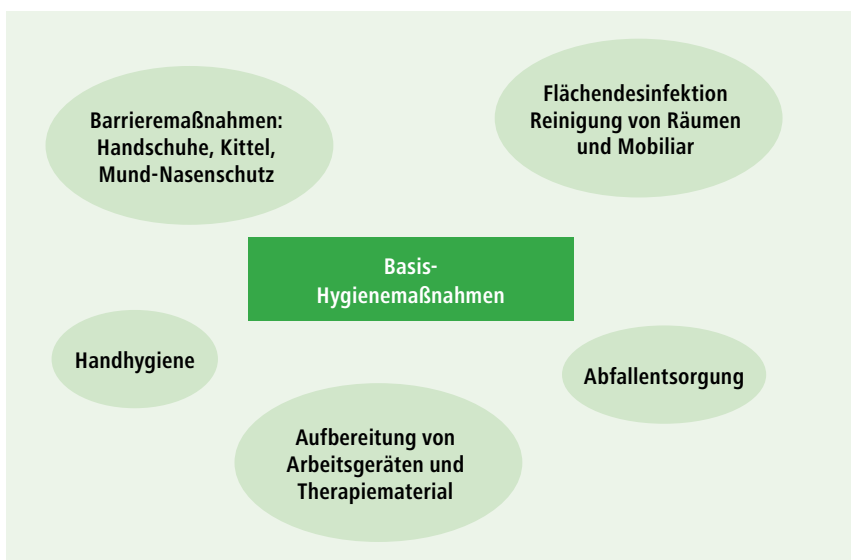 Barrieremaßnahmen:
Handschuhe, Kittel,
Mund-Nasenschutz
Flächendesinfektion
Reinigung von Räumen
und Mobiliar
Basis-
Hygienemaßnahmen
Handhygiene
Abfallentsorgung
Aufbereitung von
Arbeitsgeräten und
Therapiematerial